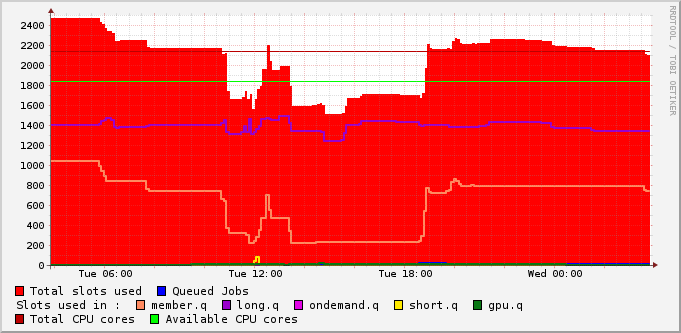 RRDTOOL / TOBI OETIKER
2400
2200
2000
1800
1600
1400
1200
1000
800
600
400
200
0
Tue 06:00 Tue 12:00 Tue 18:00 Wed 00:00
Total slots used Queued Jobs
Slots used in : member.q long.q ondemand.q short.q gpu.q
Total CPU cores Available CPU cores